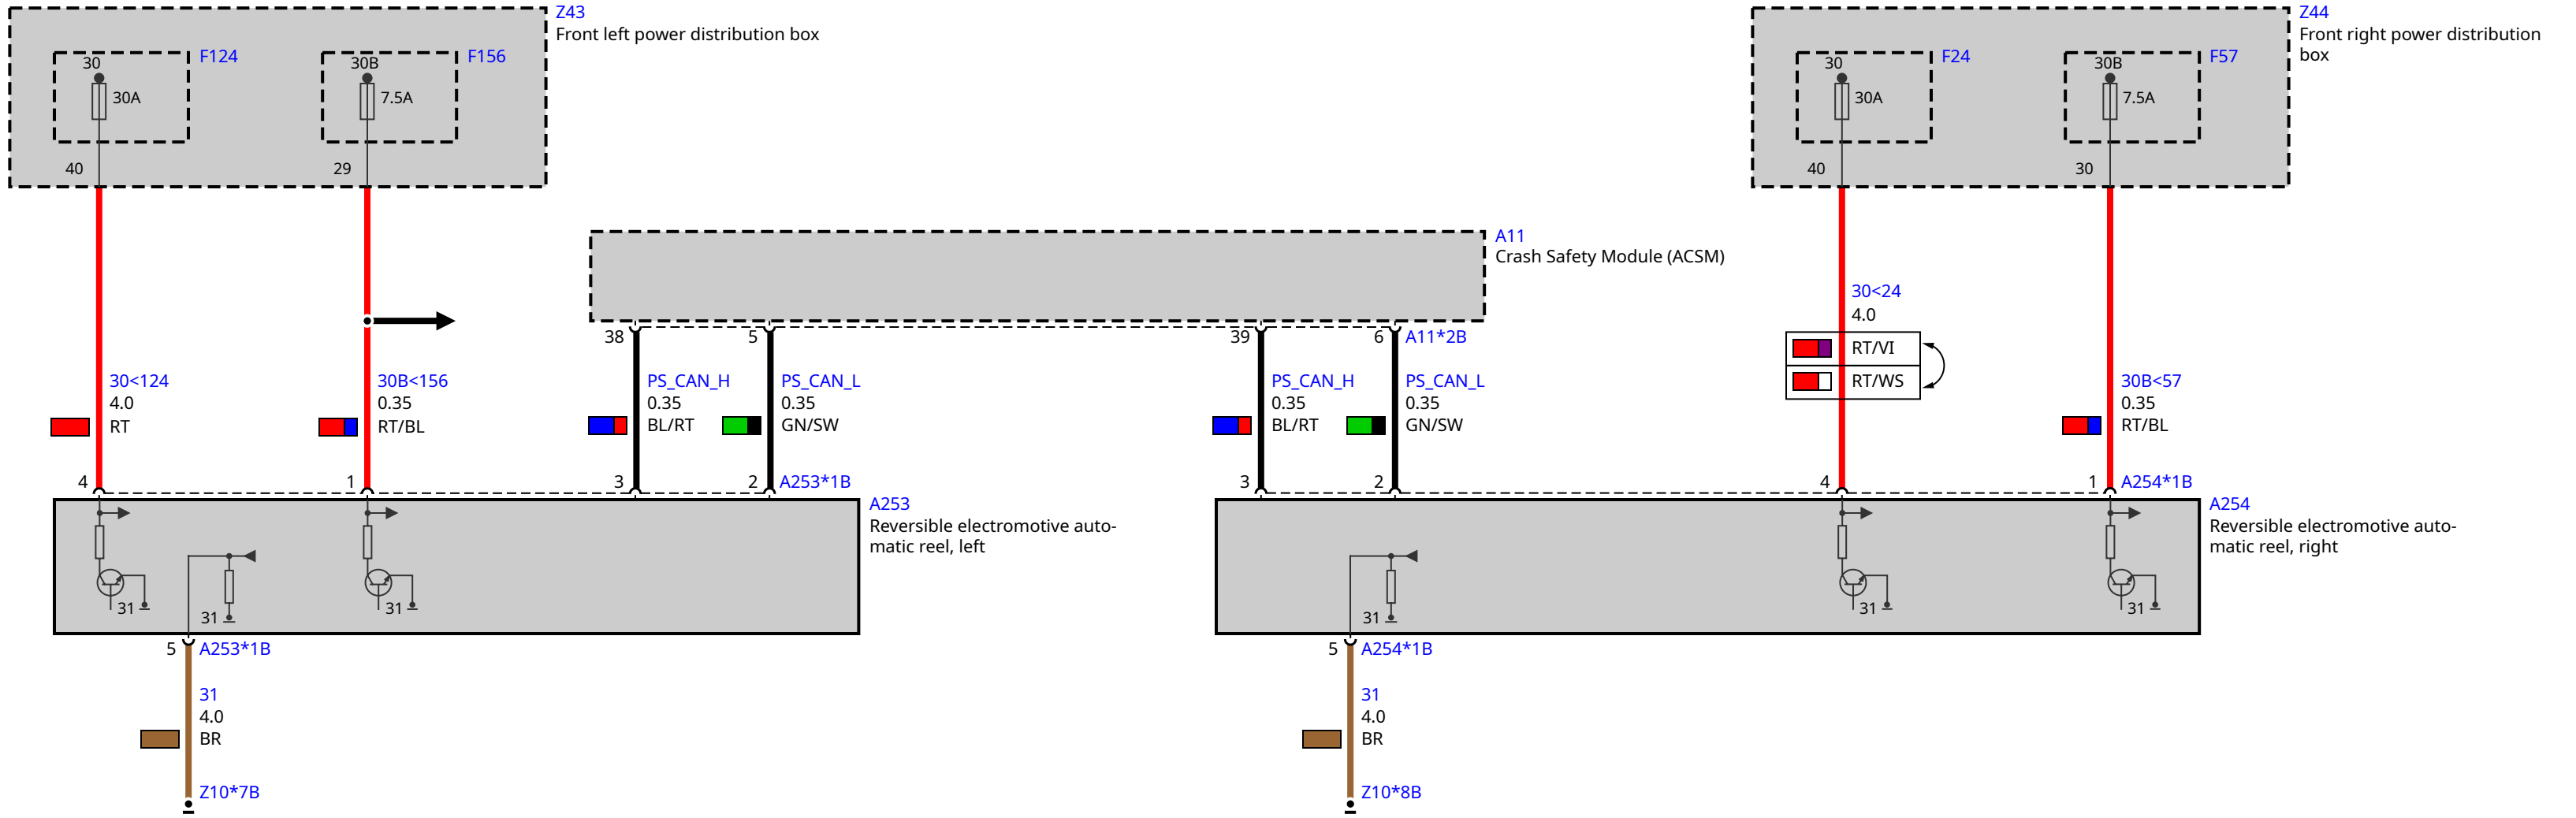 Z43
Front left power distribution box
F124
30
30A
40
F156
30B
7.5A
29
Z44
Front right power distribution
box
F24
30
30A
40
F57
30B
7.5A
30
A11
Crash Safety Module (ACSM)
38
5
39
6
A11*2B
30<124
4.0
RT
30B<156
0.35
RT/BL
PS_CAN_H
0.35
BL/RT
PS_CAN_L
0.35
GN/SW
PS_CAN_H
0.35
BL/RT
PS_CAN_L
0.35
GN/SW
30<24
4.0
RT/VI
RT/WS
30B<57
0.35
RT/BL
4
1
3
2
A253*1B
3
2
4
1
A254*1B
A253
Reversible electromotive auto-
matic reel, left
31
31
31
A254
Reversible electromotive auto-
matic reel, right
31
31
31
5
A253*1B
31
4.0
BR
Z10*7B
5
A254*1B
31
4.0
BR
Z10*8B